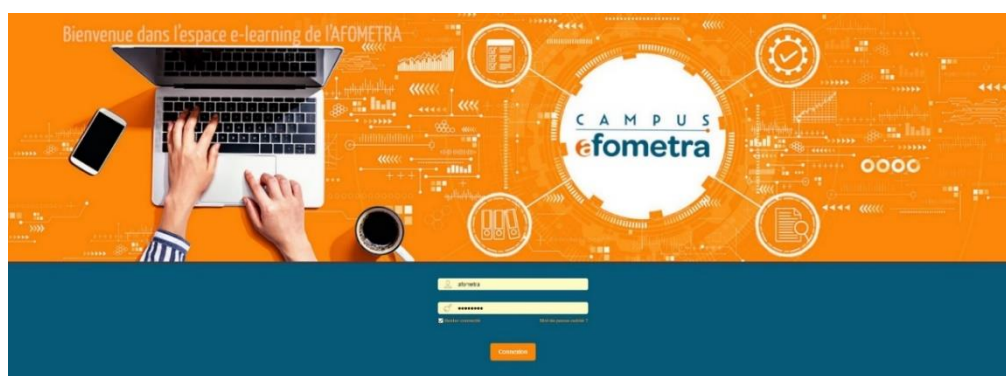 Bienvenue dans l'espace e-learning de l'AFOMETRA
CAMPUS
afometra
afometra
Connexion